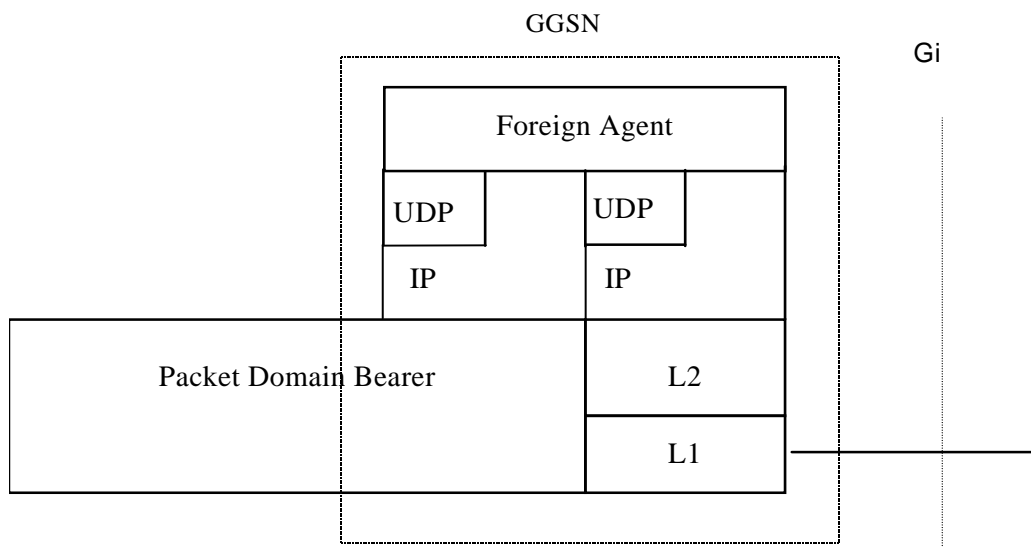 GGSN
Gi
Foreign Agent
UDP
UDP
IP
IP
Packet Domain Bearer
L2
L1